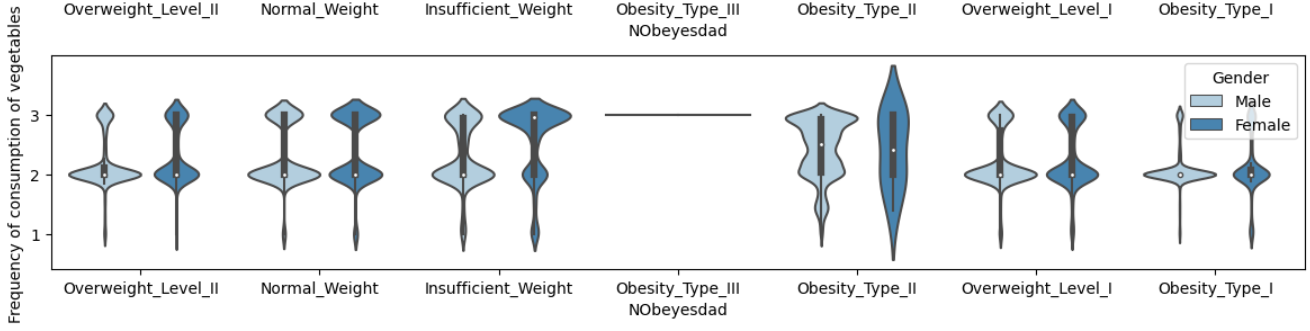 Overweight_Level_II Normal_Weight Insufficient_Weight Obesity_Type_III Obesity_Type_II Overweight_Level_I Obesity_Type_I
NObeyesdad
Frequency of consumption of vegetables
3
2
1
Gender
Male
Female
Overweight_Level_II Normal_Weight Insufficient_Weight Obesity_Type_III Obesity_Type_II Overweight_Level_I Obesity_Type_I
NObeyesdad